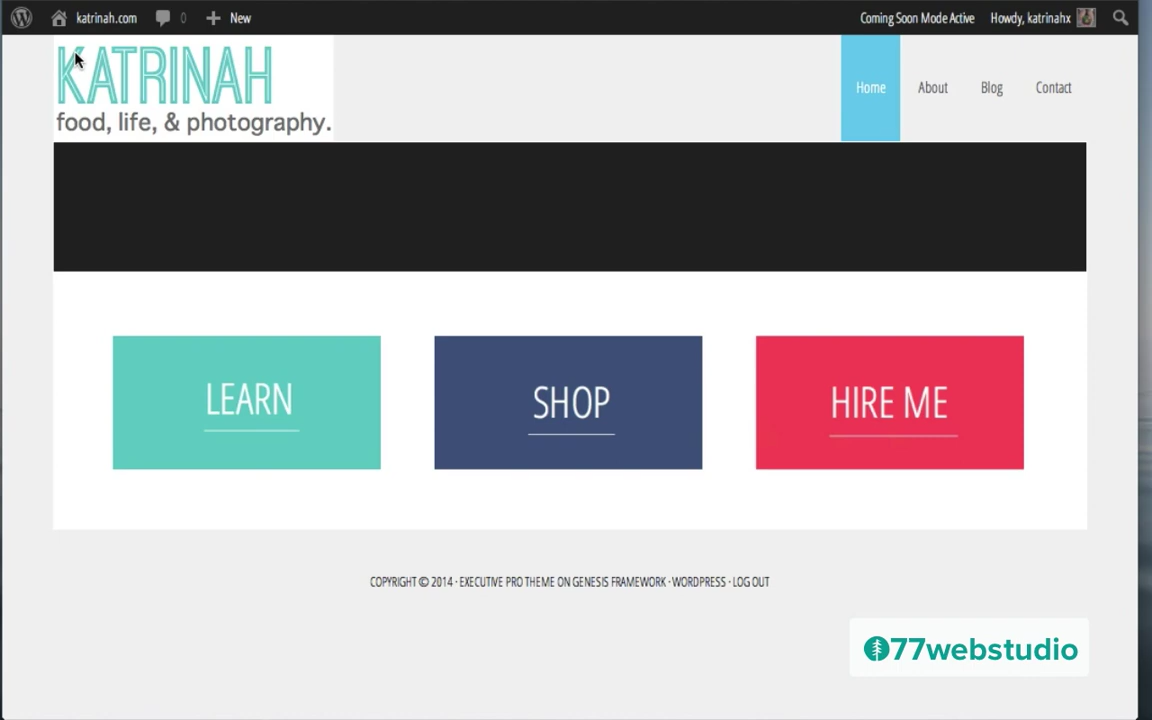 katrinah.com 0 New Coming Soon Mode Active Howdy, katrinahx
KATRINAH
food, life, & photography.
Home About Blog Contact
LEARN SHOP HIRE ME
COPYRIGHT © 2014 · EXECUTIVE PRO THEME ON GENESIS FRAMEWORK · WORDPRESS · LOG OUT
77webstudio